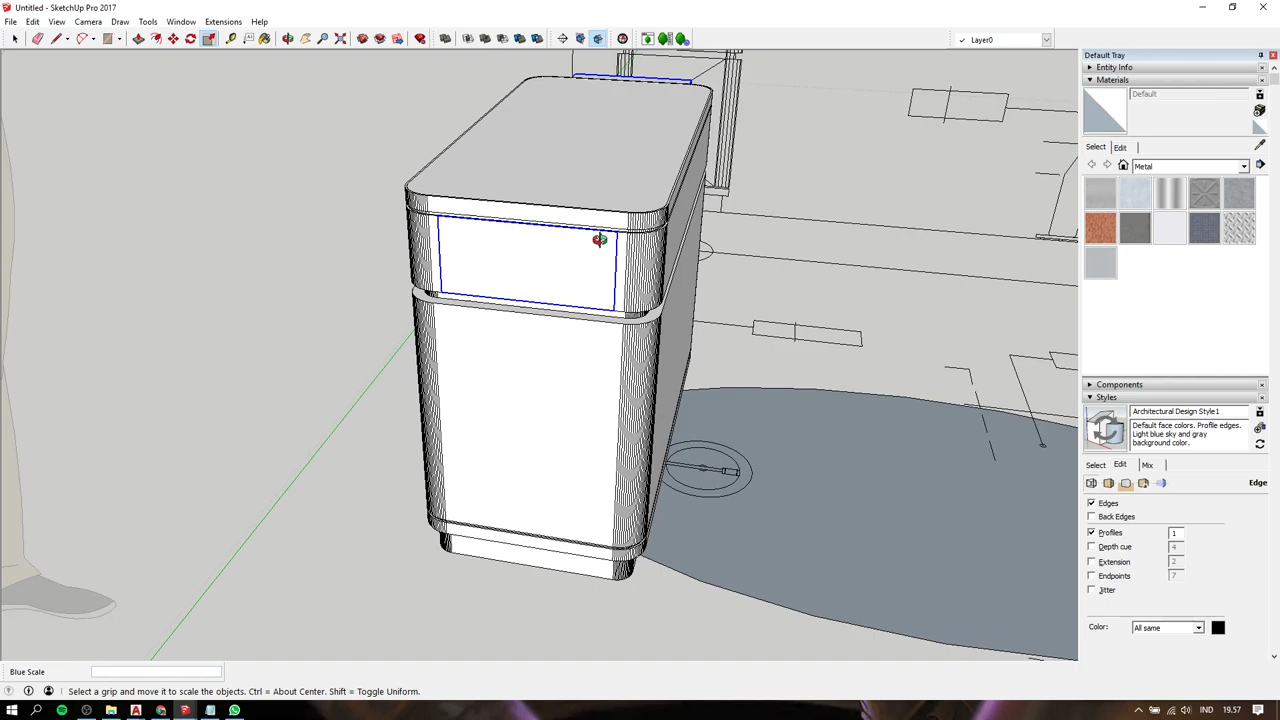 Untitled - SketchUp Pro 2017
File Edit View Camera Draw Tools Window Extensions Help
Layer0
Default Tray
Entity Info
Materials
Default
Select Edit
Metal
Components
Styles
Architectural Design Style1
Default face colors. Profile edges. Light blue sky and gray background color.
Select Edit Mix
Edge
Edges
Back Edges
Profiles 1
Depth cue 4
Extension 2
Endpoints 7
Jitter
Color: All same
Blue Scale
Select a grip and move it to scale the objects. Ctrl = About Center. Shift = Toggle Uniform.
IND 19.57